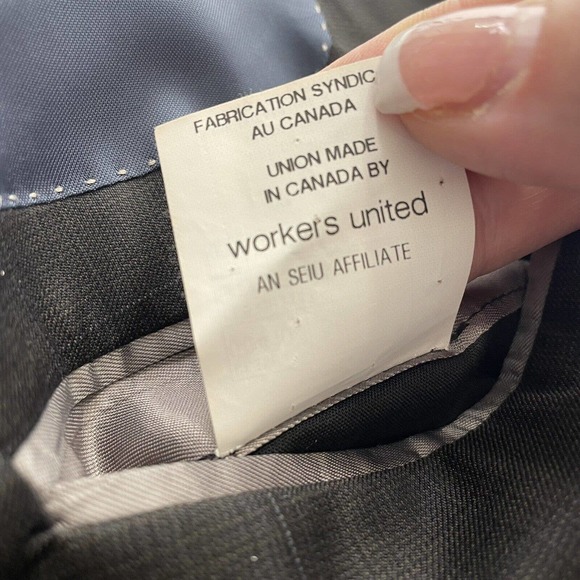 FABRICATION SYNDIC
AU CANADA
UNION MADE
IN CANADA BY
workers united
AN SEIU AFFILIATE